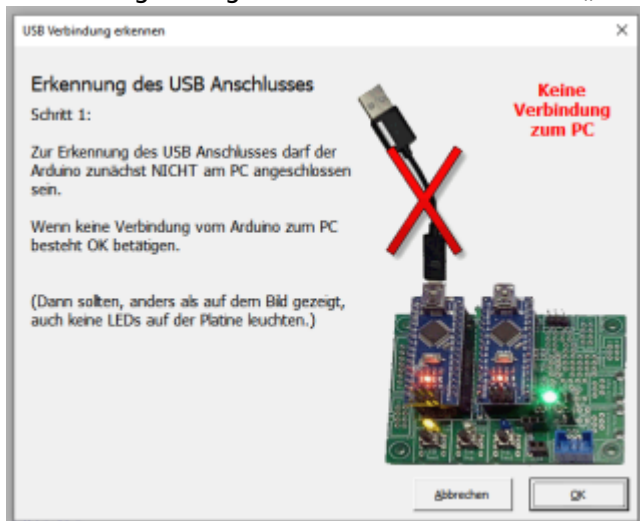 USB Verbindung erkennen
Erkennung des USB Anschlusses
Keine
Verbindung
zum PC
Schritt 1:
Zur Erkennung des USB Anschlusses darf der
Arduino zunächst NICHT am PC angeschlossen
sein.
Wenn keine Verbindung vom Arduino zum PC
besteht OK betätigen.
(Dann sollten, anders als auf dem Bild gezeigt,
auch keine LEDs auf der Platine leuchten.)
Abbrechen
OK